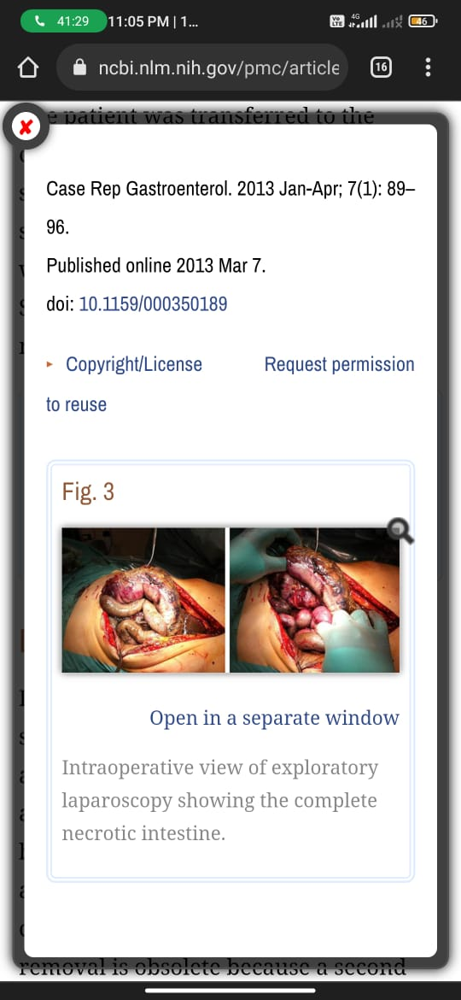 41:29 11:05 PM | 1...
Vo LTE 4G 46
ncbi.nlm.nih.gov/pmc/article
16
e patient was transferred to the
Case Rep Gastroenterol. 2013 Jan-Apr; 7(1): 89–
96.
Published online 2013 Mar 7.
doi: 10.1159/000350189
Copyright/License Request permission
to reuse
Fig. 3
Open in a separate window
Intraoperative view of exploratory
laparoscopy showing the complete
necrotic intestine.
removal is obsolete because a second